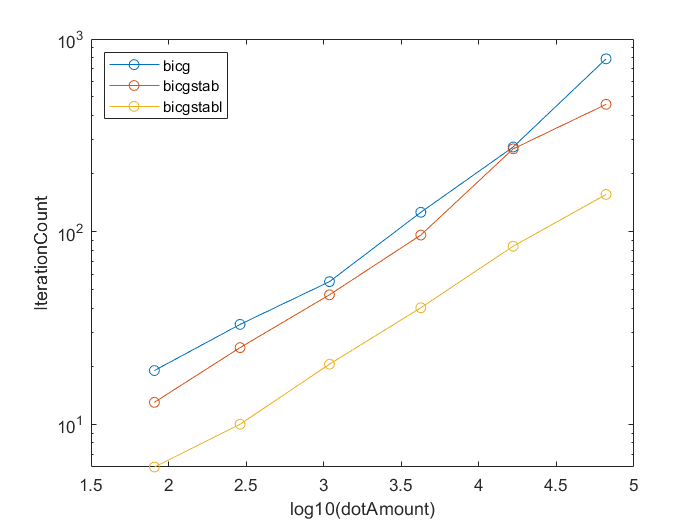 10^3
bicg
bicgstab
bicgstabl
IterationCount
10^2
10^1
1.5 2 2.5 3 3.5 4 4.5 5
log10(dotAmount)